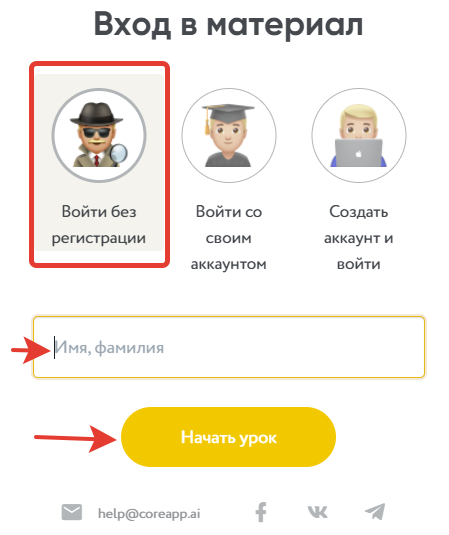 Вход в материал
Войти без
регистрации
Войти со
своим
аккаунтом
Создать
аккаунт и
войти
Имя, фамилия
Начать урок
help@coreapp.ai